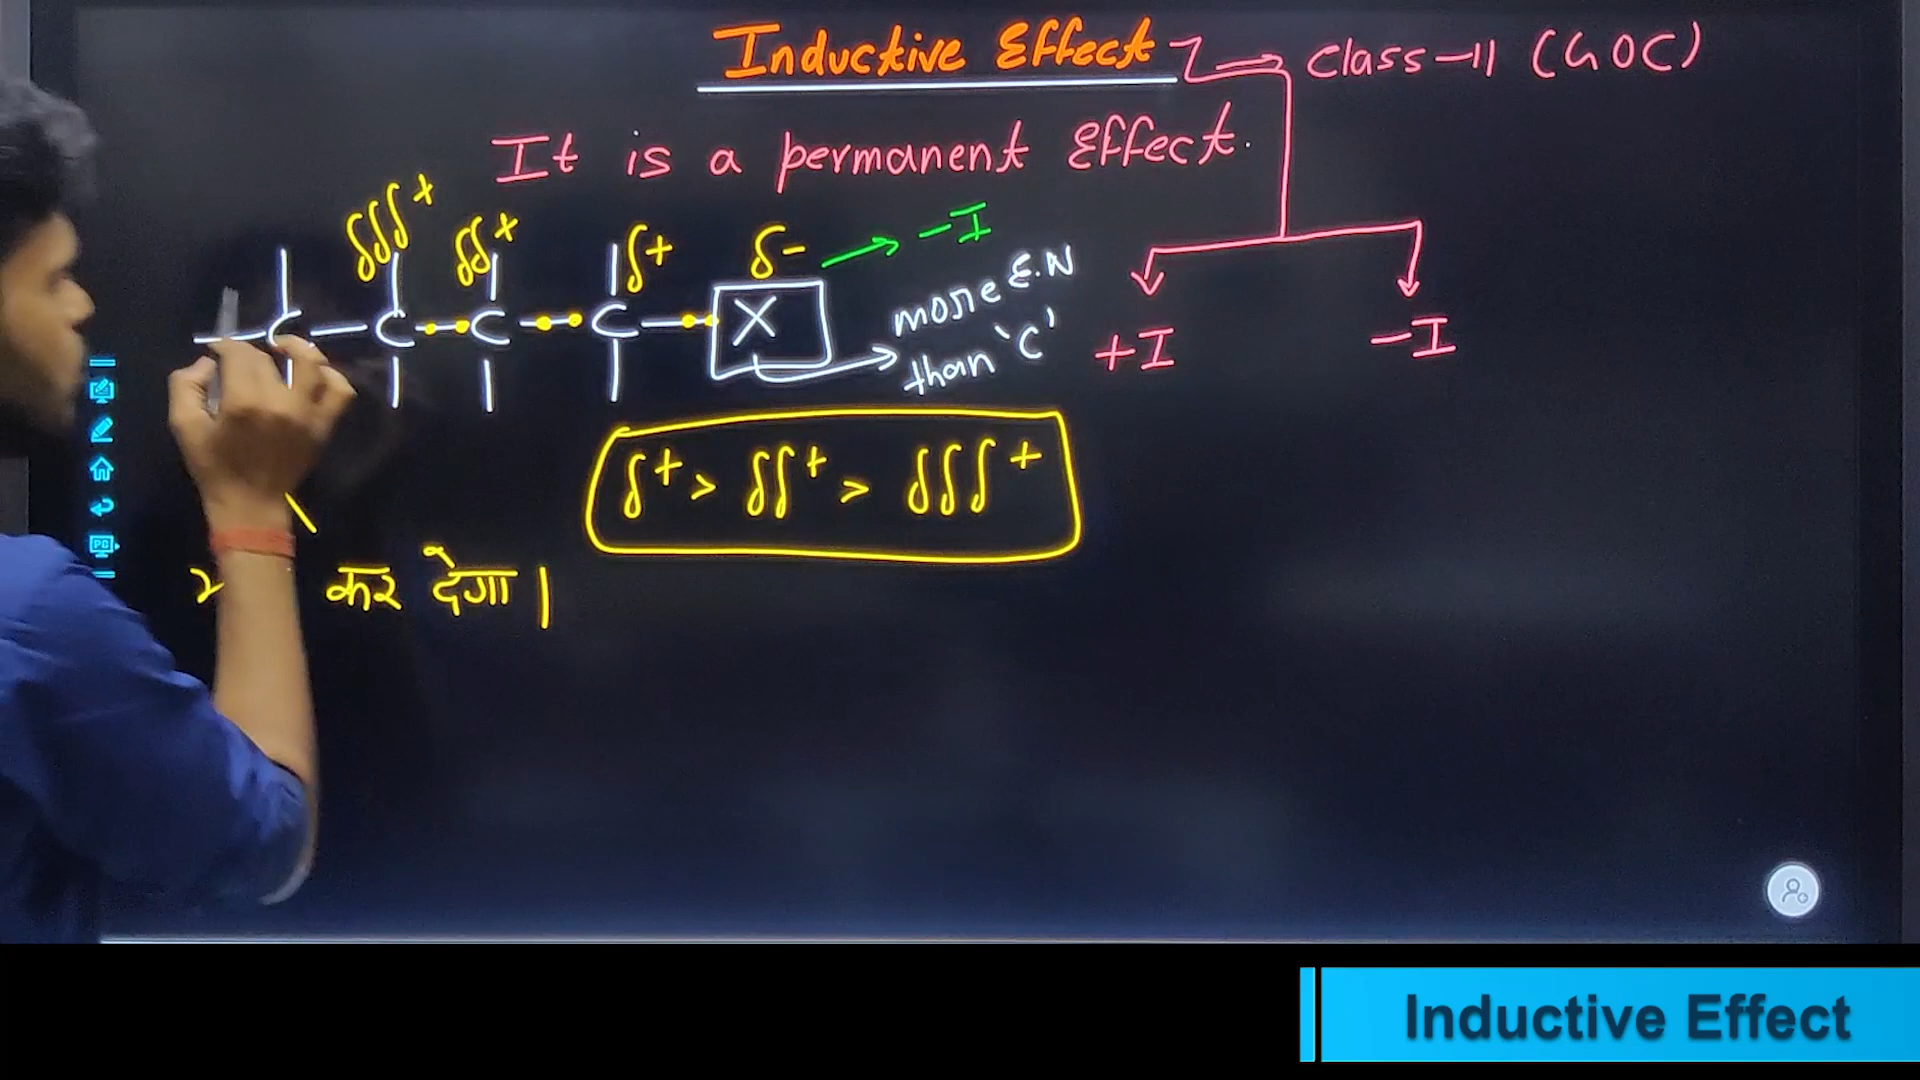 Inductive Effect → Class-11 (GOC)
It is a permanent Effect.
δδδ+ δδ+ δ+ δ- → -I
C — C — C — C — X
more E.N
than 'C'
+I -I
δ+ > δδ+ > δδδ+
कर देगा।
Inductive Effect